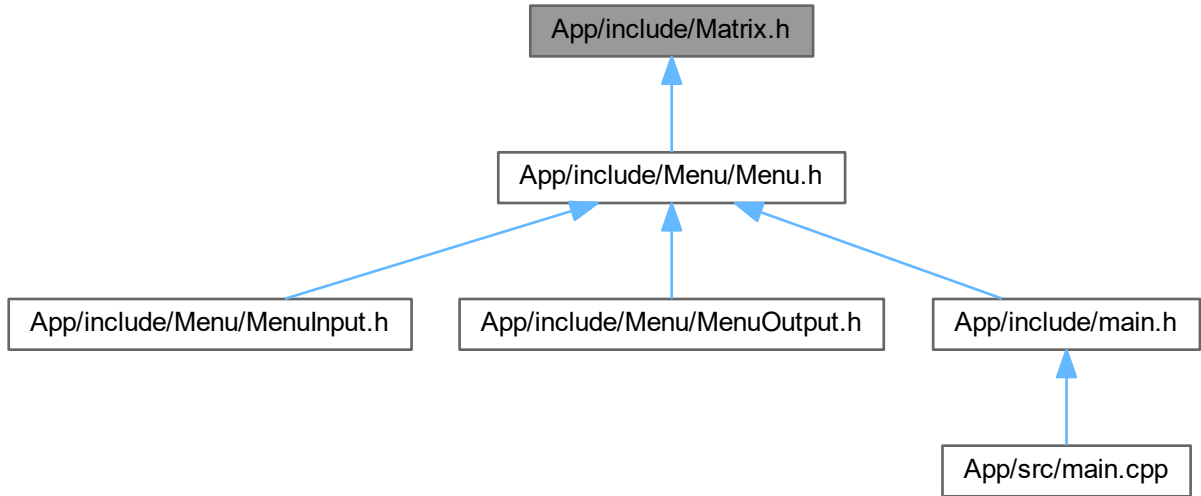 App/include/Matrix.h
App/include/Menu/Menu.h
App/include/Menu/MenuInput.h
App/include/Menu/MenuOutput.h
App/include/main.h
App/src/main.cpp